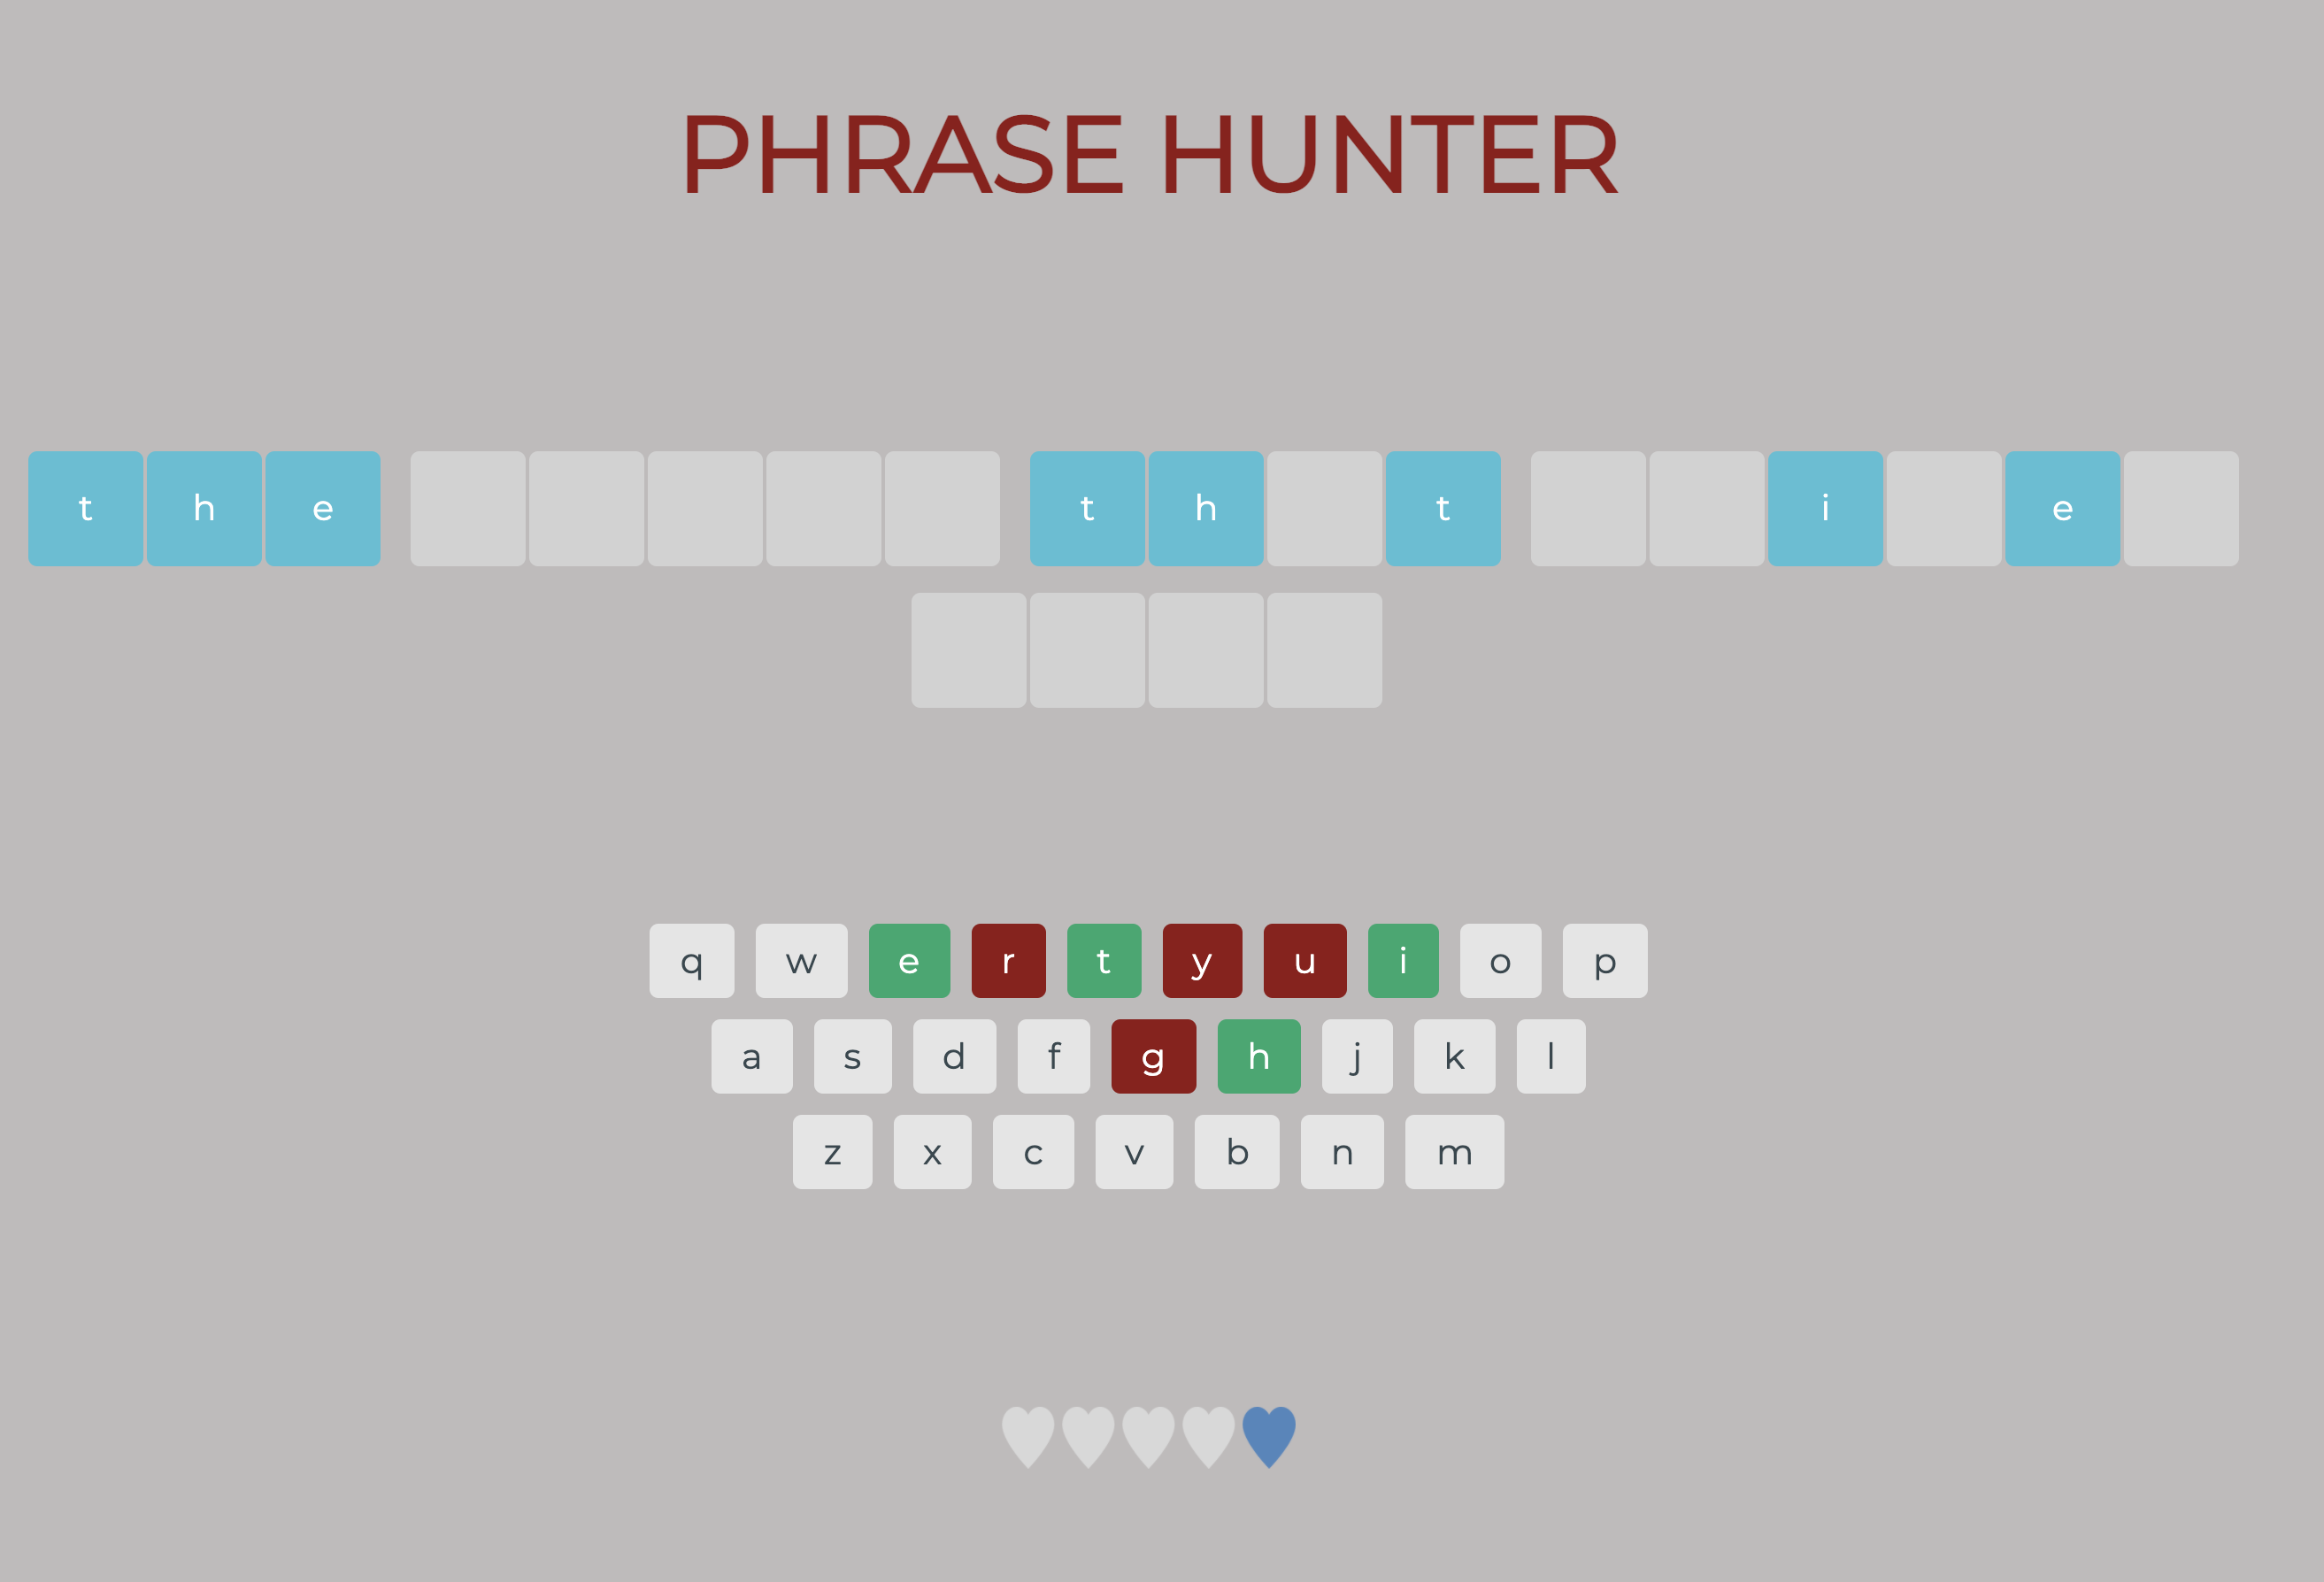 PHRASE HUNTER
t h e t h t i e
q w e r t y u i o p
a s d f g h j k l
z x c v b n m